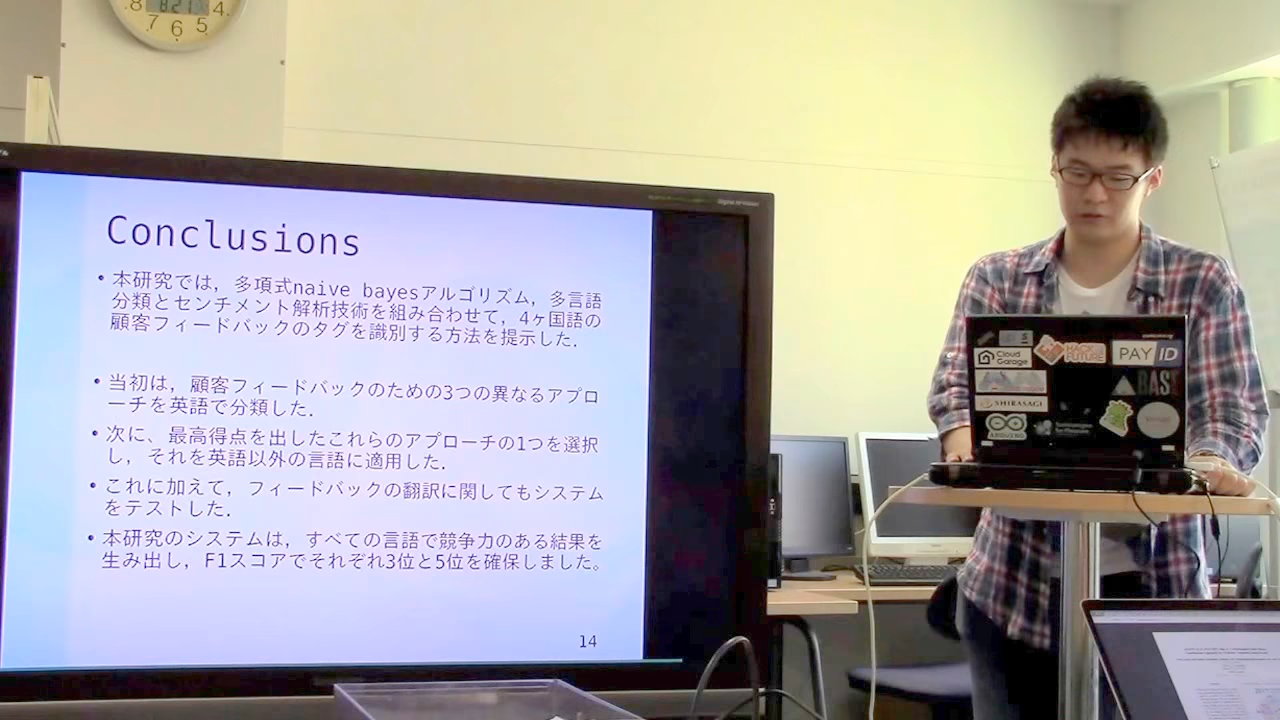 8:21
8
4
7
6
5
Conclusions
• 本研究では，多項式naive bayesアルゴリズム，多言語
分類とセンチメント解析技術を組み合わせて，4ヶ国語の
顧客フィードバックのタグを識別する方法を提示した．
• 当初は，顧客フィードバックのための3つの異なるアプロ
ーチを英語で分類した．
• 次に、最高得点を出したこれらのアプローチの1つを選択
し，それを英語以外の言語に適用した．
• これに加えて，フィードバックの翻訳に関してもシステム
をテストした．
• 本研究のシステムは，すべての言語で競争力のある結果を
生み出し，F1スコアでそれぞれ3位と5位を確保しました。
14
Cloud
Garage
HACK
FUTURE
PAY ID
BASE
SHIRASAGI
ARDUINO